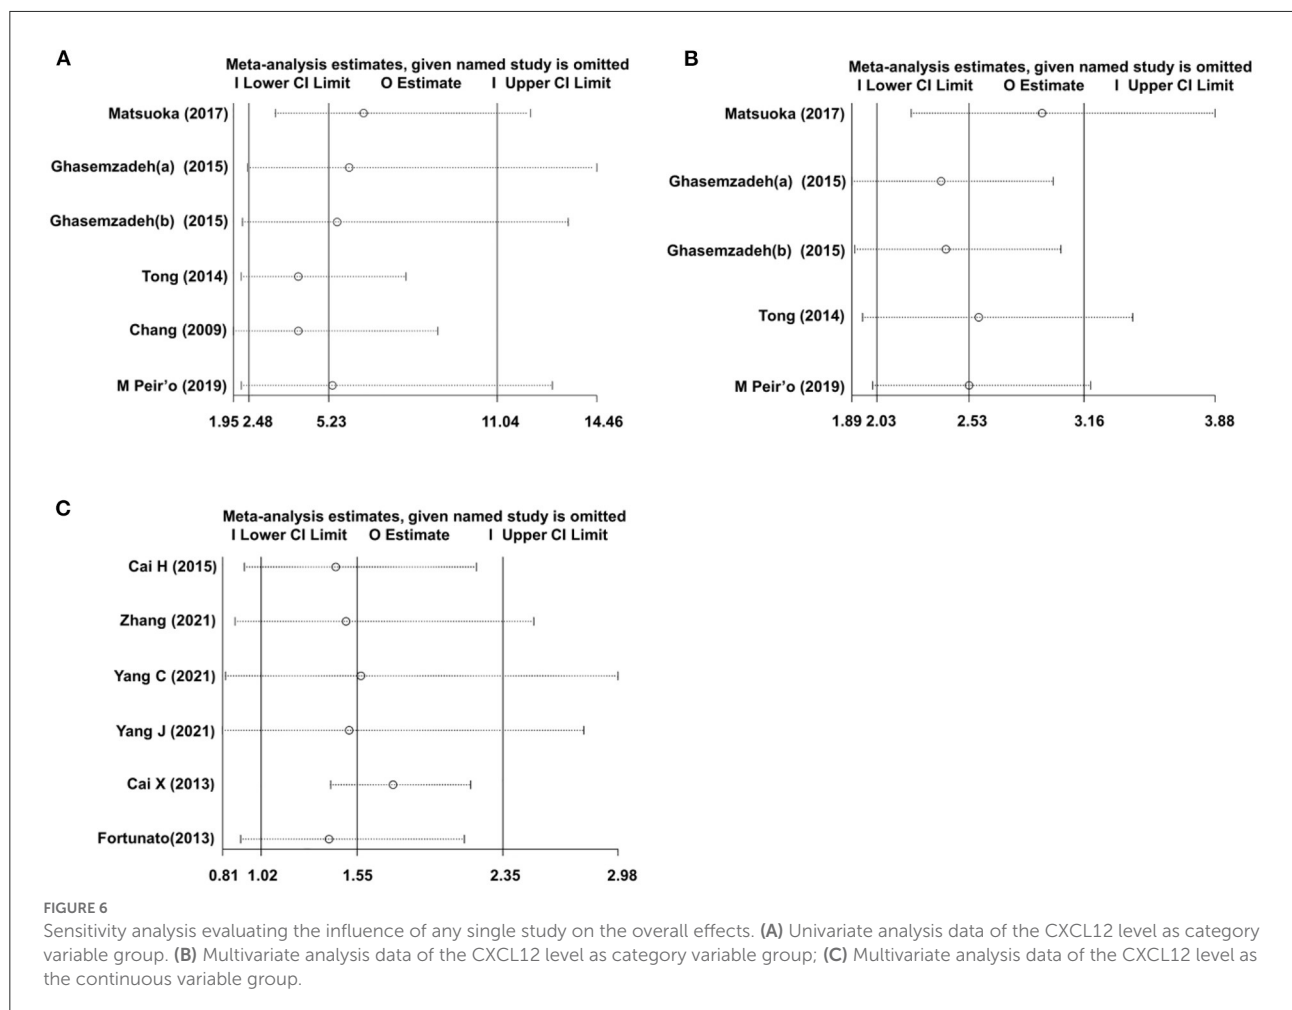 A
Meta-analysis estimates, given named study is omitted
I Lower CI Limit O Estimate I Upper CI Limit
Matsuoka (2017)
Ghasemzadeh(a) (2015)
Ghasemzadeh(b) (2015)
Tong (2014)
Chang (2009)
M Peir'o (2019)
1.95 2.48 5.23 11.04 14.46
B
Meta-analysis estimates, given named study is omitted
I Lower CI Limit O Estimate I Upper CI Limit
Matsuoka (2017)
Ghasemzadeh(a) (2015)
Ghasemzadeh(b) (2015)
Tong (2014)
M Peir'o (2019)
1.89 2.03 2.53 3.16 3.88
C
Meta-analysis estimates, given named study is omitted
I Lower CI Limit O Estimate I Upper CI Limit
Cai H (2015)
Zhang (2021)
Yang C (2021)
Yang J (2021)
Cai X (2013)
Fortunato(2013)
0.81 1.02 1.55 2.35 2.98
FIGURE 6
Sensitivity analysis evaluating the influence of any single study on the overall effects. (A) Univariate analysis data of the CXCL12 level as category
variable group. (B) Multivariate analysis data of the CXCL12 level as category variable group; (C) Multivariate analysis data of the CXCL12 level as
the continuous variable group.